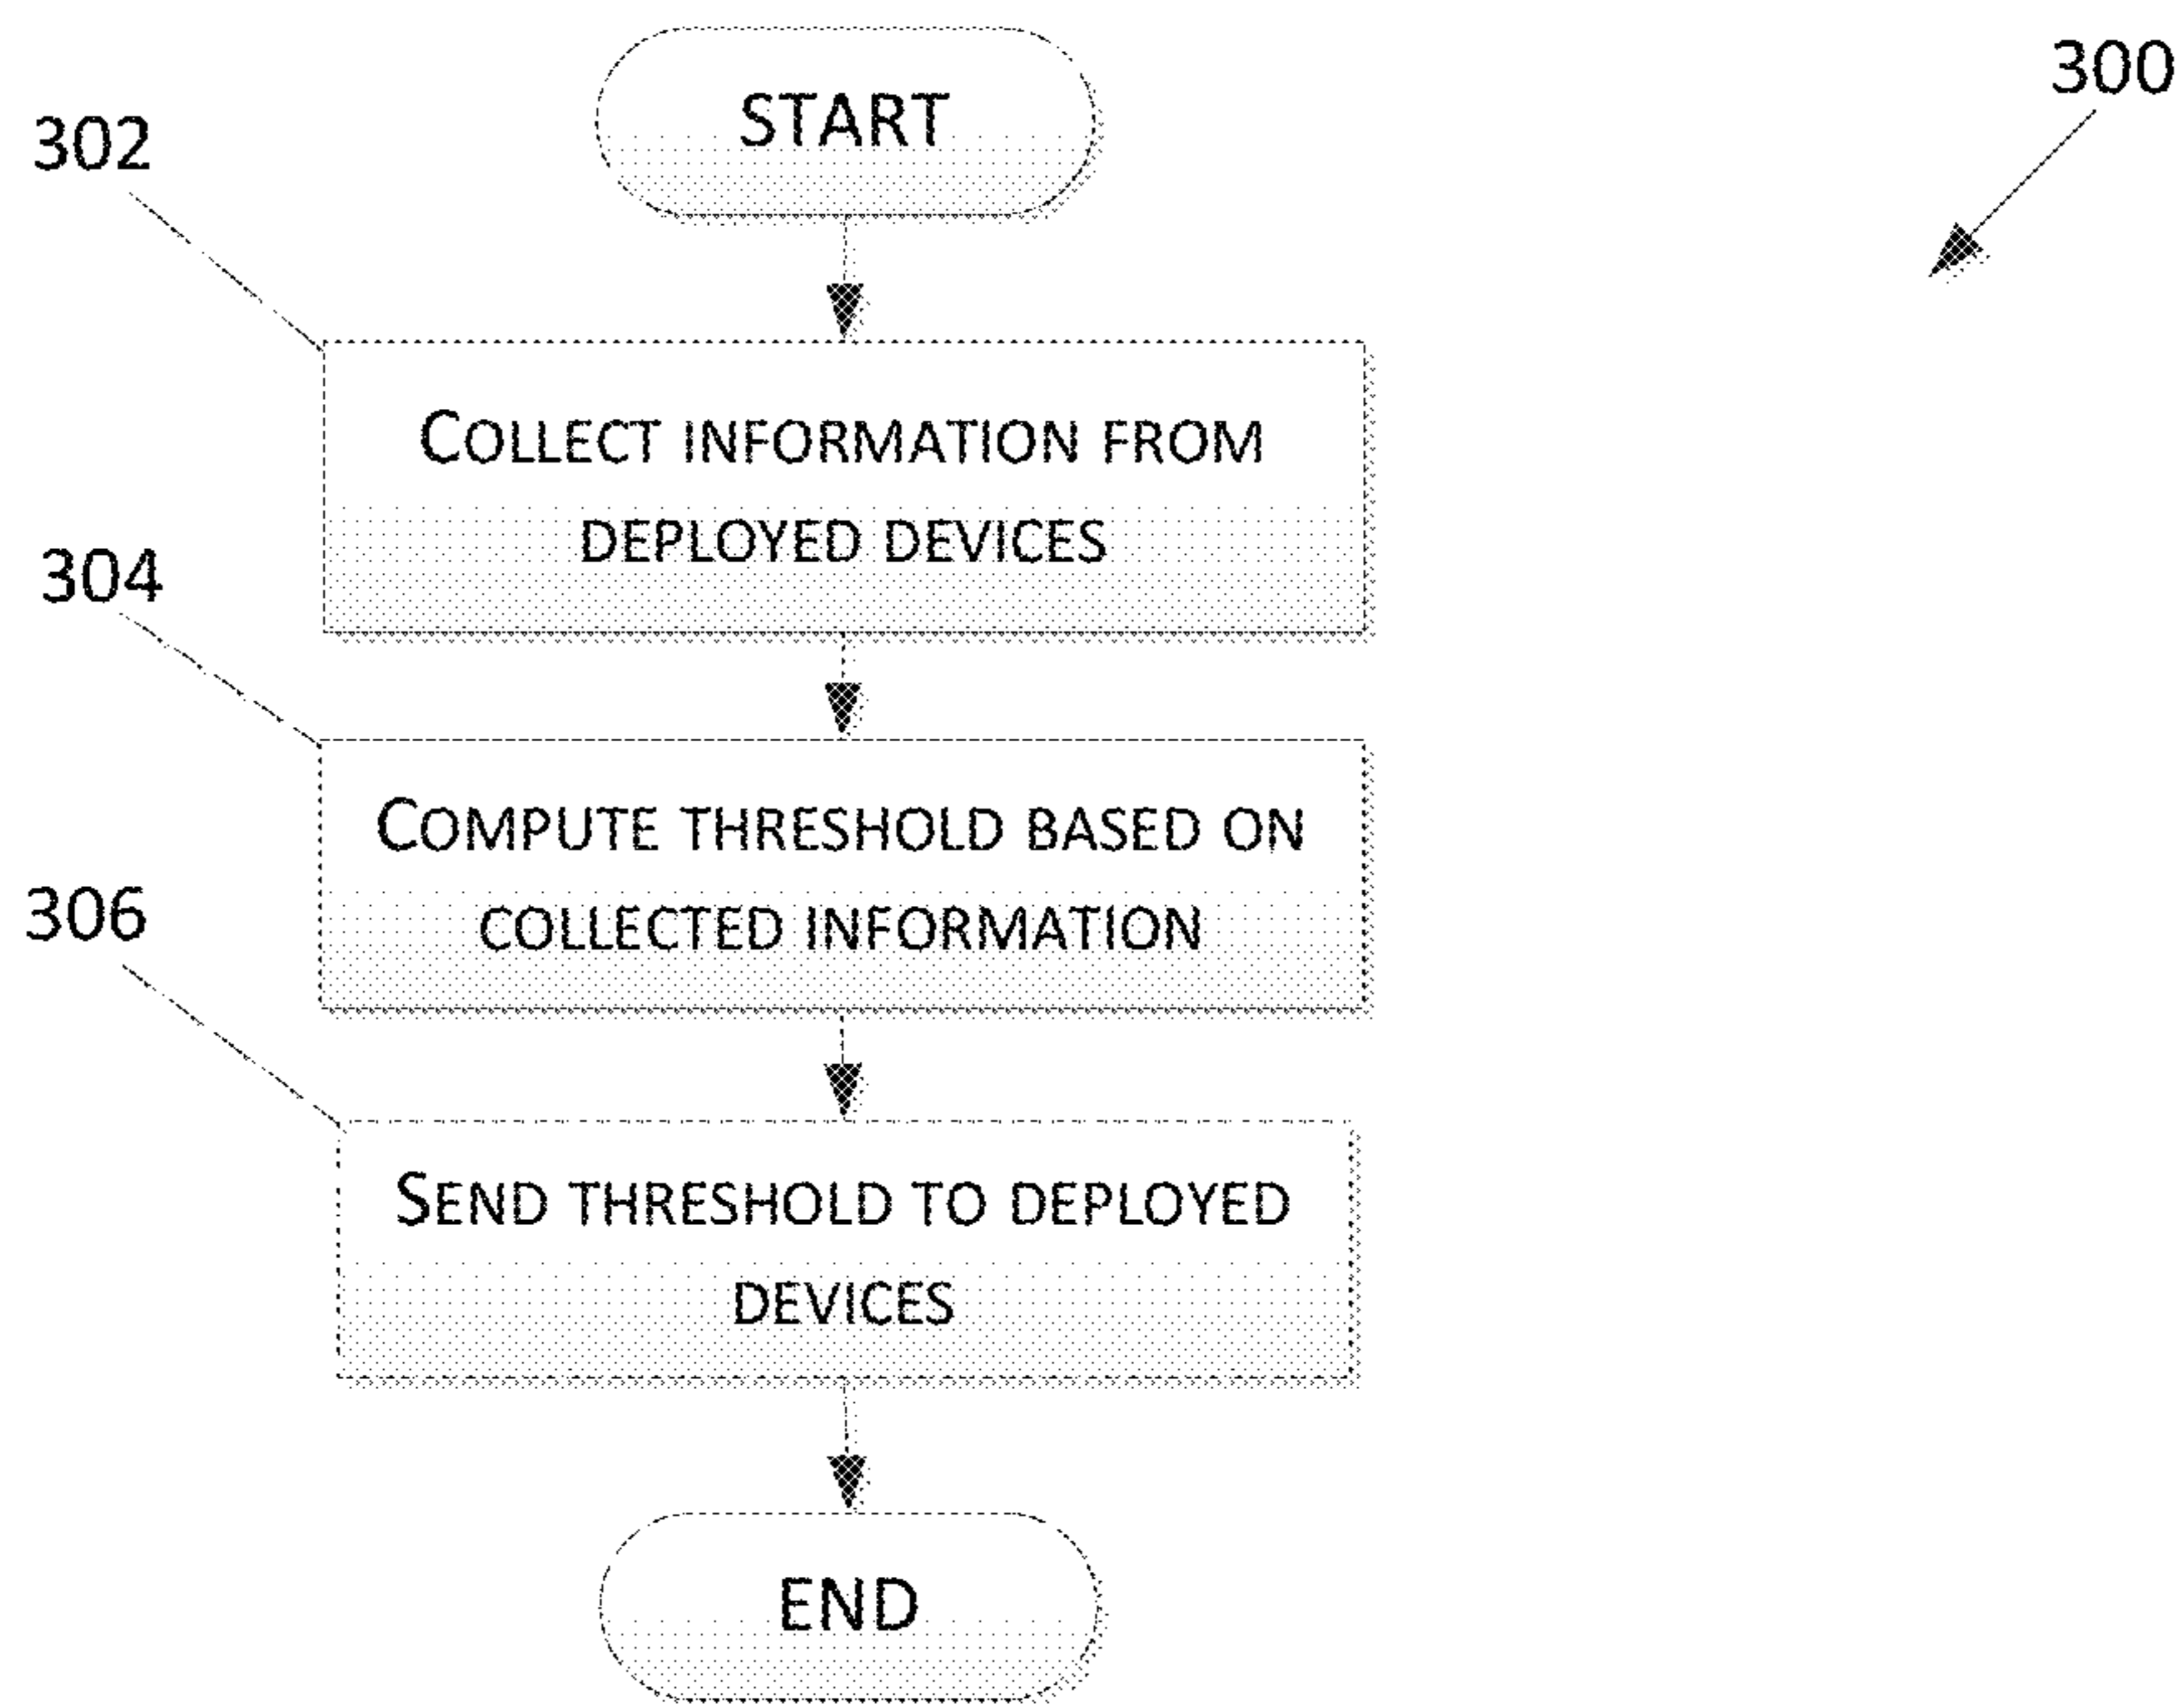 START
300
302
COLLECT INFORMATION FROM
DEPLOYED DEVICES
304
COMPUTE THRESHOLD BASED ON
COLLECTED INFORMATION
306
SEND THRESHOLD TO DEPLOYED
DEVICES
END